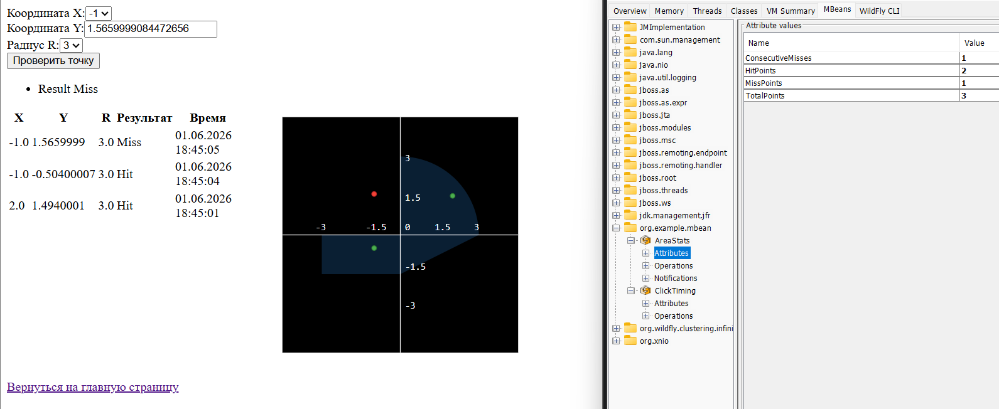 Координата X: -1
Координата Y: 1.5659999084472656
Радиус R: 3
Проверить точку
Result Miss
X Y R Результат Время
-1.0 1.5659999 3.0 Miss 01.06.2026 18:45:05
-1.0 -0.50400007 3.0 Hit 01.06.2026 18:45:04
2.0 1.4940001 3.0 Hit 01.06.2026 18:45:01
3
1.5
-3 -1.5 0 1.5 3
-1.5
-3
Вернуться на главную страницу
Overview Memory Threads Classes VM Summary MBeans WildFly CLI
JMImplementation
com.sun.management
java.lang
java.nio
java.util.logging
jboss.as
jboss.as.expr
jboss.jta
jboss.modules
jboss.msc
jboss.remoting.endpoint
jboss.remoting.handler
jboss.root
jboss.threads
jboss.ws
jdk.management.jfr
org.example.mbean
AreaStats
Attributes
Operations
Notifications
ClickTiming
Attributes
Operations
org.wildfly.clustering.infini
org.xnio
Attribute values
Name Value
ConsecutiveMisses 1
HitPoints 2
MissPoints 1
TotalPoints 3